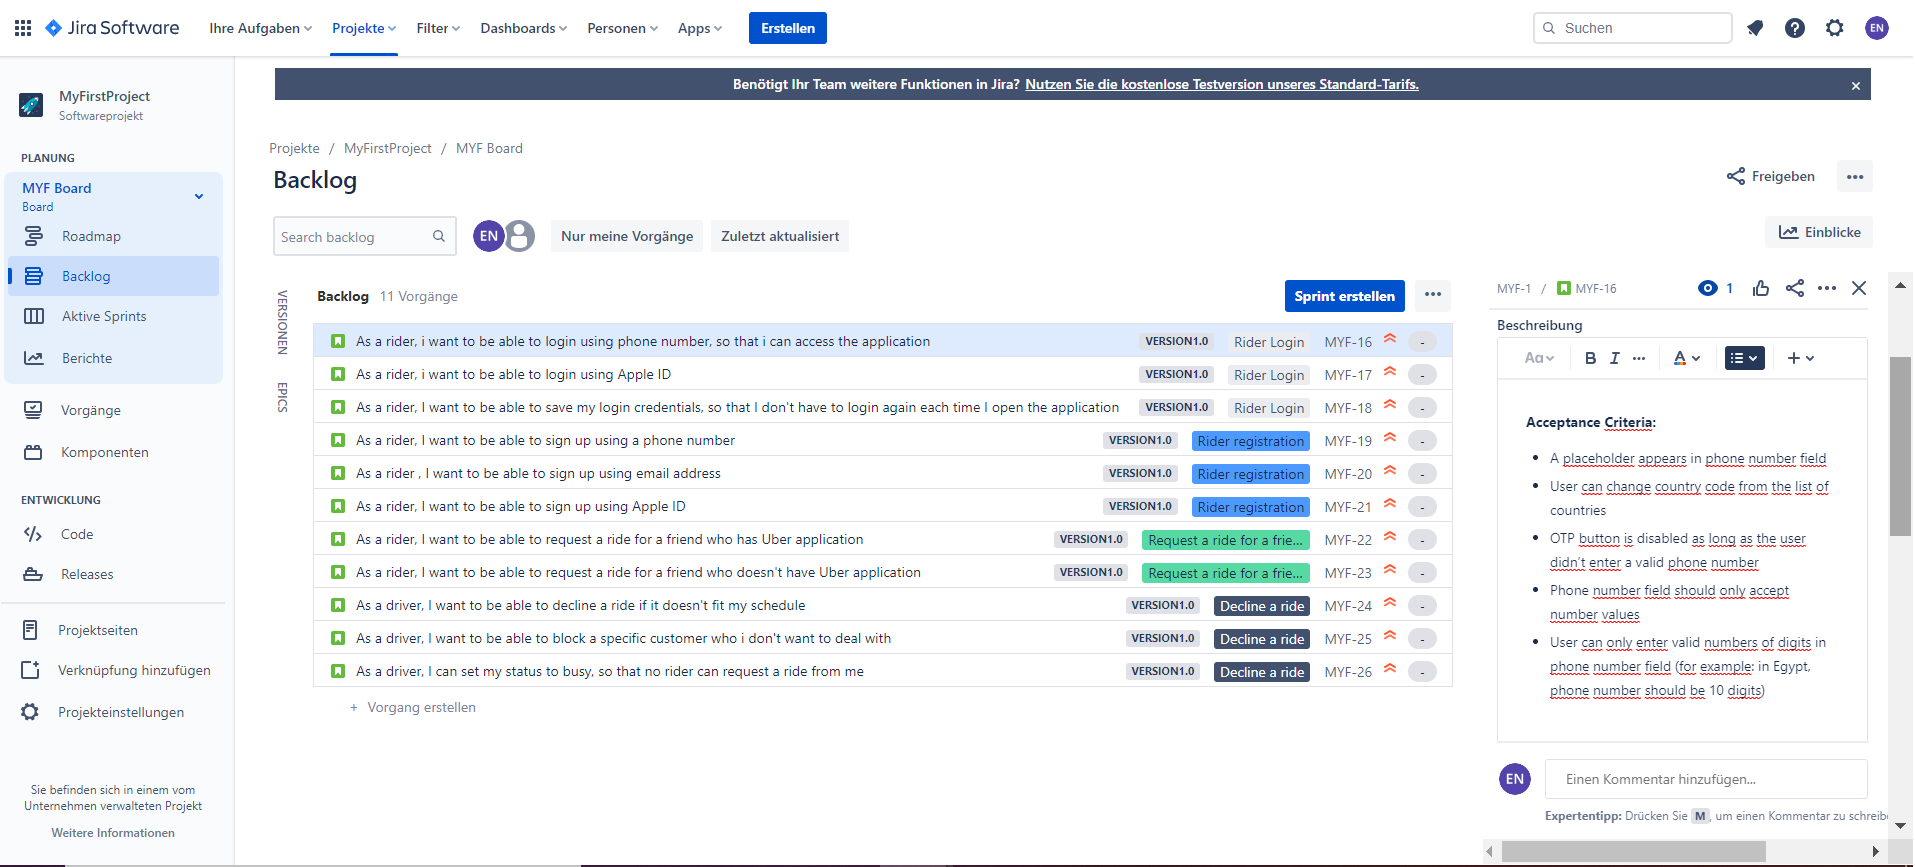 Jira Software
Ihre Aufgaben
Projekte
Filter
Dashboards
Personen
Apps
Erstellen
Suchen
EN
MyFirstProject
Softwareprojekt
PLANUNG
MYF Board
Board
Roadmap
Backlog
Aktive Sprints
Berichte
Vorgänge
Komponenten
ENTWICKLUNG
Code
Releases
Projektseiten
Verknüpfung hinzufügen
Projekteinstellungen
Sie befinden sich in einem vom
Unternehmen verwalteten Projekt
Weitere Informationen
Benötigt Ihr Team weitere Funktionen in Jira? Nutzen Sie die kostenlose Testversion unseres Standard-Tarifs.
Projekte / MyFirstProject / MYF Board
Backlog
Freigeben
Search backlog
EN
Nur meine Vorgänge
Zuletzt aktualisiert
Einblicke
VERSIONEN
EPICS
Backlog 11 Vorgänge
Sprint erstellen
As a rider, i want to be able to login using phone number, so that i can access the application VERSION1.0 Rider Login MYF-16 -
As a rider, i want to be able to login using Apple ID VERSION1.0 Rider Login MYF-17 -
As a rider, I want to be able to save my login credentials, so that I don't have to login again each time I open the application VERSION1.0 Rider Login MYF-18 -
As a rider, I want to be able to sign up using a phone number VERSION1.0 Rider registration MYF-19 -
As a rider , I want to be able to sign up using email address VERSION1.0 Rider registration MYF-20 -
As a rider, I want to be able to sign up using Apple ID VERSION1.0 Rider registration MYF-21 -
As a rider, I want to be able to request a ride for a friend who has Uber application VERSION1.0 Request a ride for a frie... MYF-22 -
As a rider, I want to be able to request a ride for a friend who doesn't have Uber application VERSION1.0 Request a ride for a frie... MYF-23 -
As a driver, I want to be able to decline a ride if it doesn't fit my schedule VERSION1.0 Decline a ride MYF-24 -
As a driver, I want to be able to block a specific customer who i don't want to deal with VERSION1.0 Decline a ride MYF-25 -
As a driver, I can set my status to busy, so that no rider can request a ride from me VERSION1.0 Decline a ride MYF-26 -
+ Vorgang erstellen
MYF-1 / MYF-16
1
Beschreibung
Aa B I A
Acceptance Criteria:
• A placeholder appears in phone number field
• User can change country code from the list of
countries
• OTP button is disabled as long as the user
didn't enter a valid phone number
• Phone number field should only accept
number values
• User can only enter valid numbers of digits in
phone number field (for example: in Egypt,
phone number should be 10 digits)
EN
Einen Kommentar hinzufügen...
Expertentipp: Drücken Sie M, um einen Kommentar zu schreibe